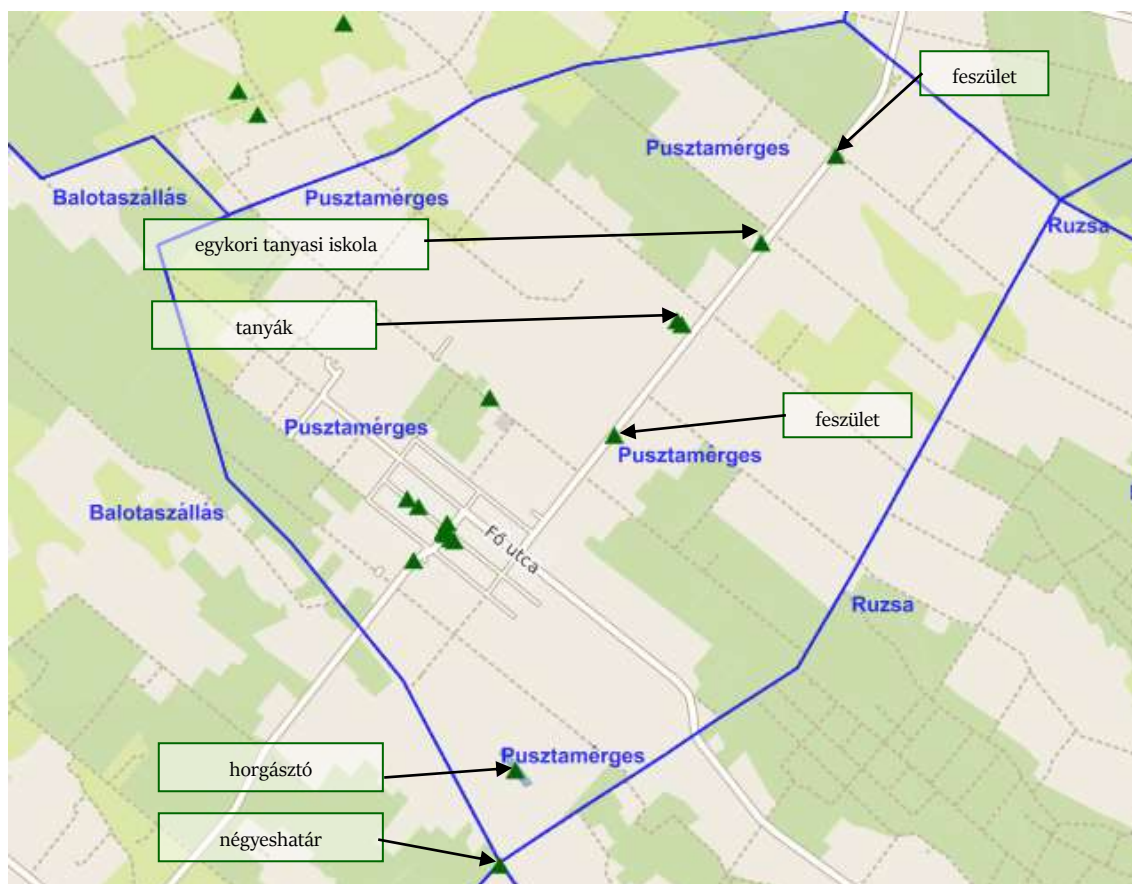 feszület
Pusztamérges
Balotaszállás
Pusztamérges
Ruzsa
egykori tanyasi iskola
tanyák
Pusztamérges
feszület
Pusztamérges
Balotaszállás
Fő utca
Ruzsa
Pusztamérges
horgásztó
négyeshatár